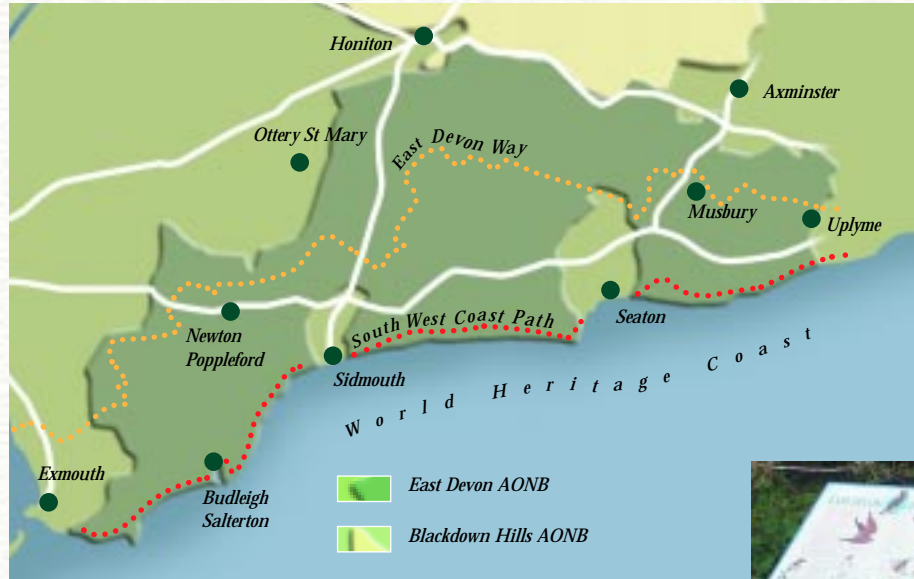 Honiton
Axminster
Ottery St Mary
East Devon Way
Musbury
Uplyme
Seaton
Newton
Poppleford
South West Coast Path
Sidmouth
World Heritage Coast
Exmouth
Budleigh
Salterton
East Devon AONB
Blackdown Hills AONB